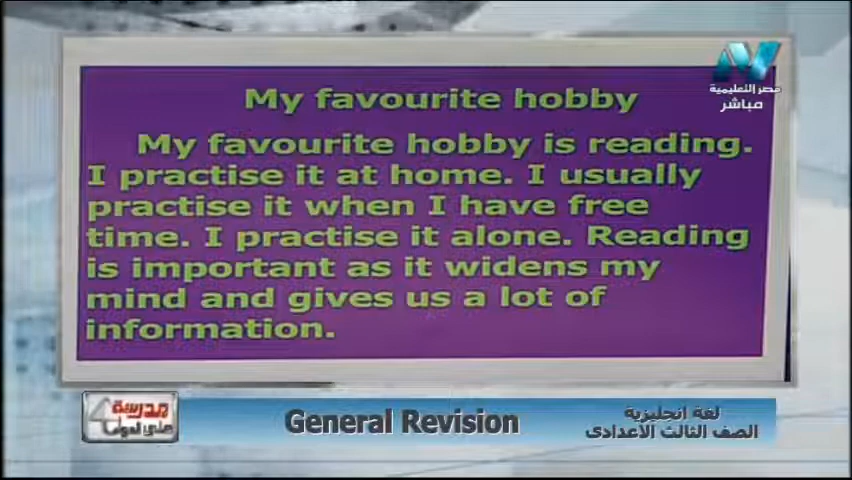 مصر التعليمية
مباشر
My favourite hobby
My favourite hobby is reading.
I practise it at home. I usually
practise it when I have free
time. I practise it alone. Reading
is important as it widens my
mind and gives us a lot of
information.
مدرسة
على الهواء
General Revision
لغة انجليزية
الصف الثالث الأعدادى